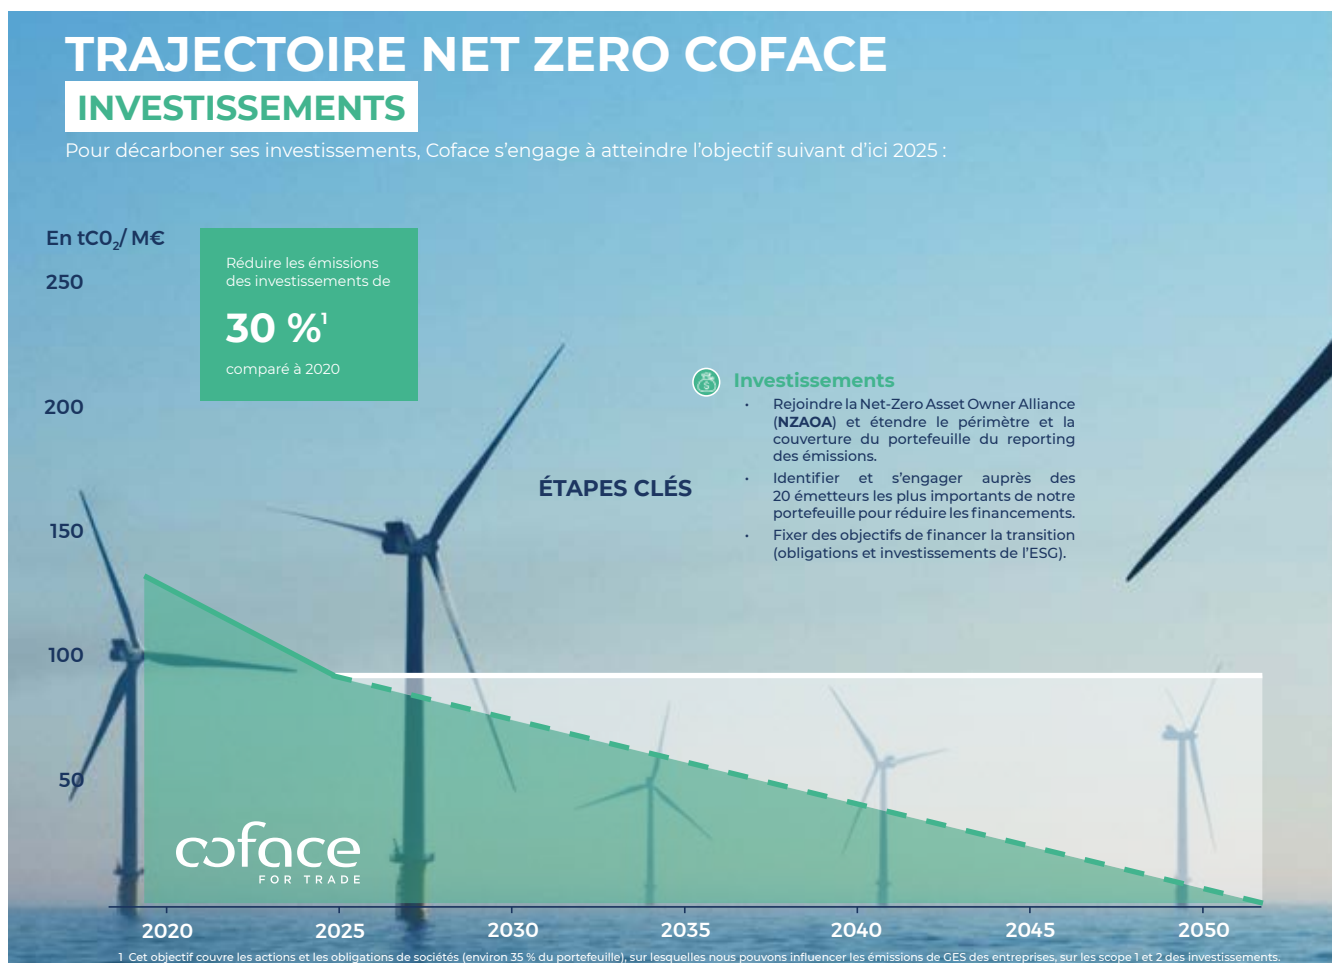 TRAJECTOIRE NET ZERO COFACE
INVESTISSEMENTS
Pour décarboner ses investissements, Coface s’engage à atteindre l’objectif suivant d’ici 2025 :
En tC0₂/ M€
250
200
150
100
50
Réduire les émissions
des investissements de
30 %¹
comparé à 2020
ÉTAPES CLÉS
Investissements
• Rejoindre la Net-Zero Asset Owner Alliance
(NZAOA) et étendre le périmètre et la
couverture du portefeuille du reporting
des émissions.
• Identifier et s’engager auprès des
20 émetteurs les plus importants de notre
portefeuille pour réduire les financements.
• Fixer des objectifs de financer la transition
(obligations et investissements de l’ESG).
coface
FOR TRADE
2020 2025 2030 2035 2040 2045 2050
1 Cet objectif couvre les actions et les obligations de sociétés (environ 35 % du portefeuille), sur lesquelles nous pouvons influencer les émissions de GES des entreprises, sur les scope 1 et 2 des investissements.